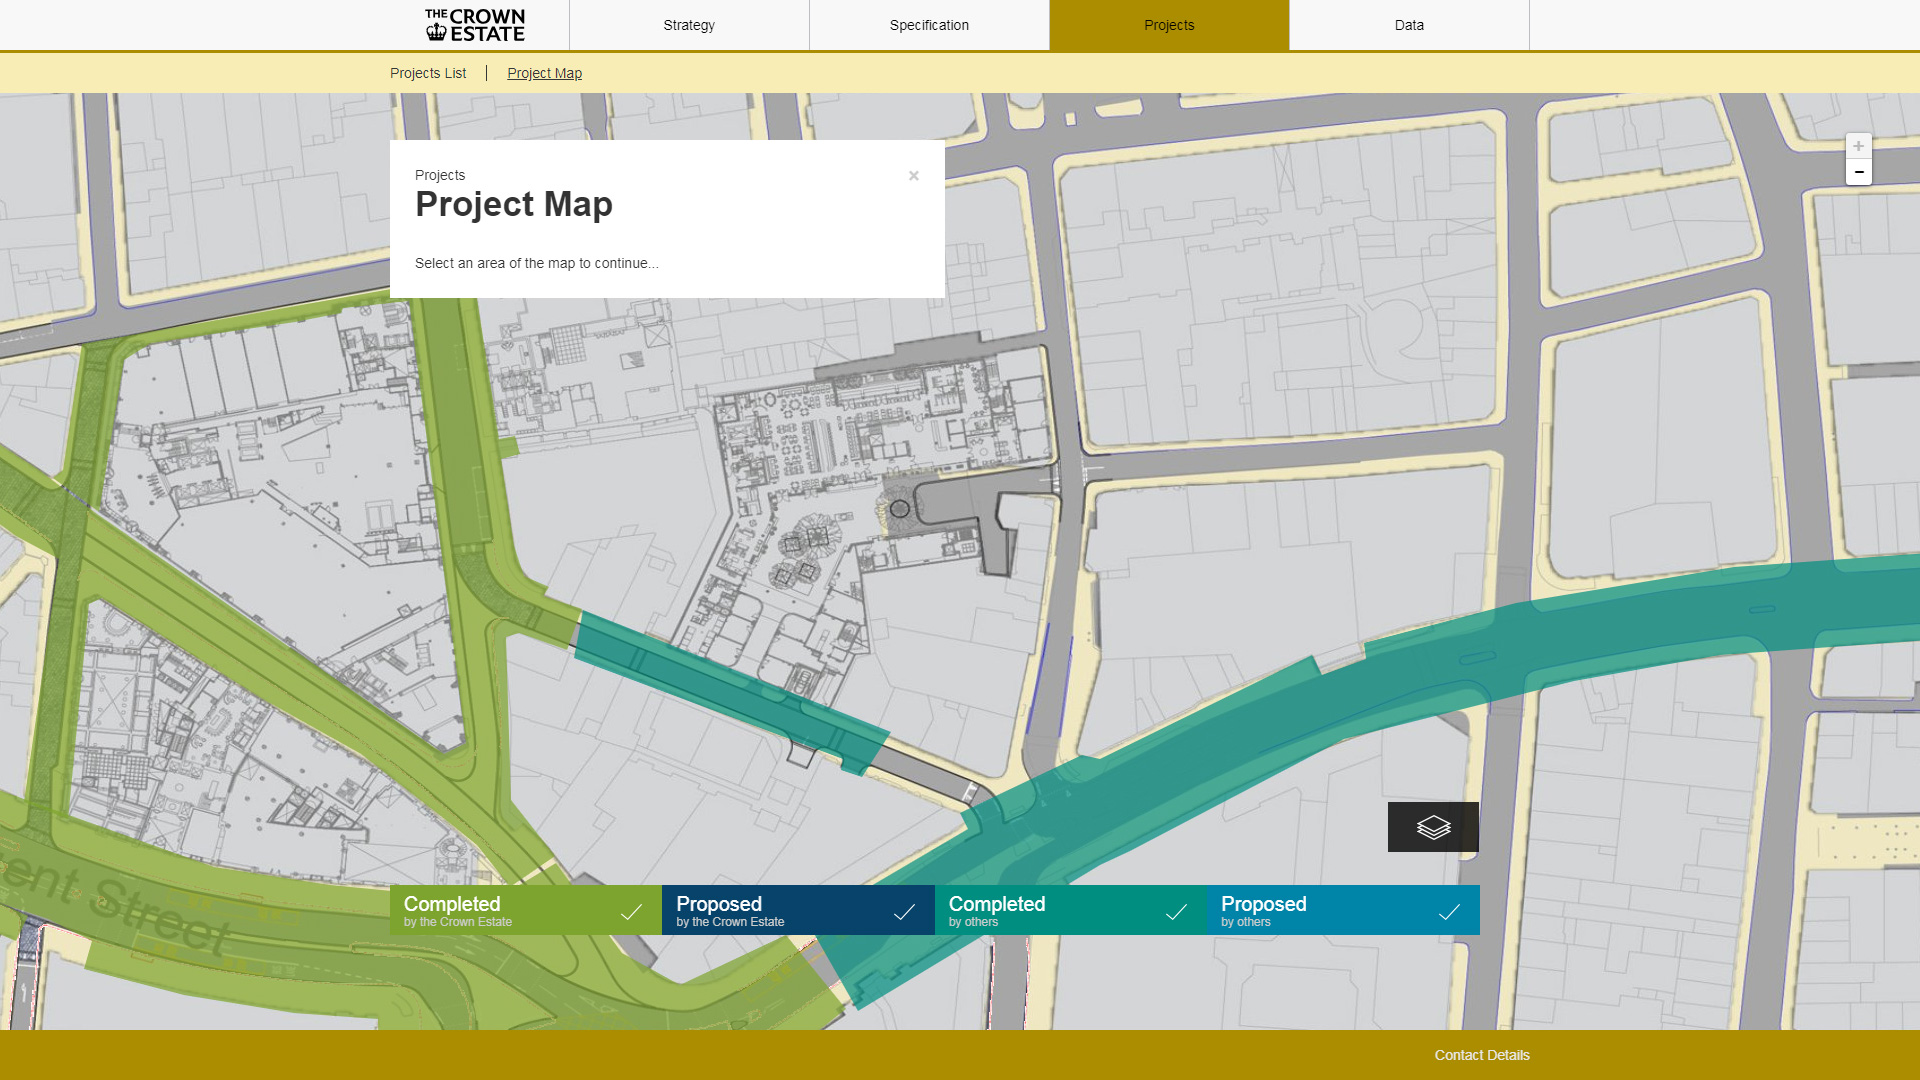 THE CROWN
ESTATE
Strategy
Specification
Projects
Data
Projects List
Project Map
Projects
×
Project Map
Select an area of the map to continue...
+
-
ent Street
Completed
by the Crown Estate
Proposed
by the Crown Estate
Completed
by others
Proposed
by others
Contact Details